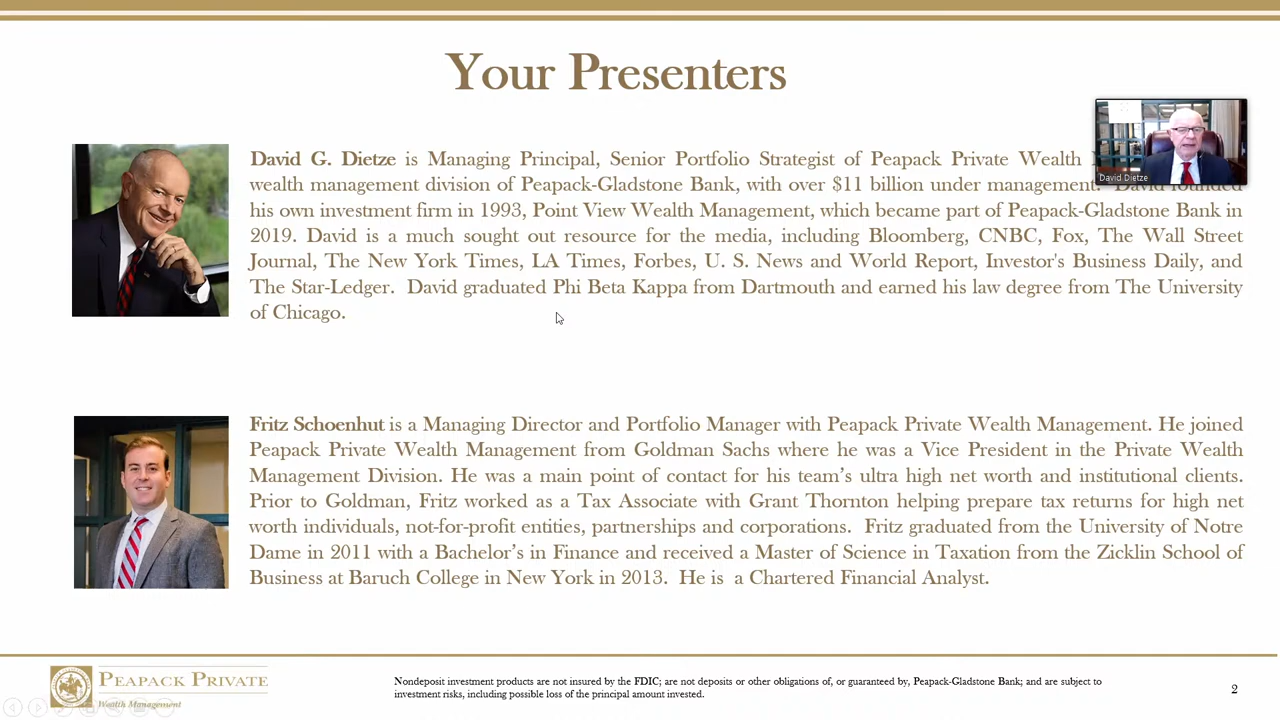 Your Presenters
David G. Dietze is Managing Principal, Senior Portfolio Strategist of Peapack Private Wealth
wealth management division of Peapack-Gladstone Bank, with over $11 billion under management. David founded
his own investment firm in 1993, Point View Wealth Management, which became part of Peapack-Gladstone Bank in
2019. David is a much sought out resource for the media, including Bloomberg, CNBC, Fox, The Wall Street
Journal, The New York Times, LA Times, Forbes, U. S. News and World Report, Investor's Business Daily, and
The Star-Ledger.  David graduated Phi Beta Kappa from Dartmouth and earned his law degree from The University
of Chicago.
David Dietze
Fritz Schoenhut is a Managing Director and Portfolio Manager with Peapack Private Wealth Management. He joined
Peapack Private Wealth Management from Goldman Sachs where he was a Vice President in the Private Wealth
Management Division. He was a main point of contact for his team’s ultra high net worth and institutional clients.
Prior to Goldman, Fritz worked as a Tax Associate with Grant Thornton helping prepare tax returns for high net
worth individuals, not-for-profit entities, partnerships and corporations.  Fritz graduated from the University of Notre
Dame in 2011 with a Bachelor’s in Finance and received a Master of Science in Taxation from the Zicklin School of
Business at Baruch College in New York in 2013.  He is  a Chartered Financial Analyst.
PEAPACK PRIVATE
Wealth Management
Nondeposit investment products are not insured by the FDIC; are not deposits or other obligations of, or guaranteed by, Peapack-Gladstone Bank; and are subject to
investment risks, including possible loss of the principal amount invested.
2